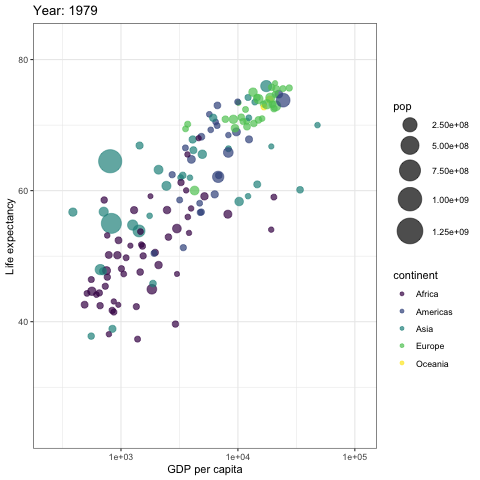 Year: 1979
80
60
40
Life expectancy
1e+03
1e+04
1e+05
GDP per capita
pop
2.50e+08
5.00e+08
7.50e+08
1.00e+09
1.25e+09
continent
Africa
Americas
Asia
Europe
Oceania